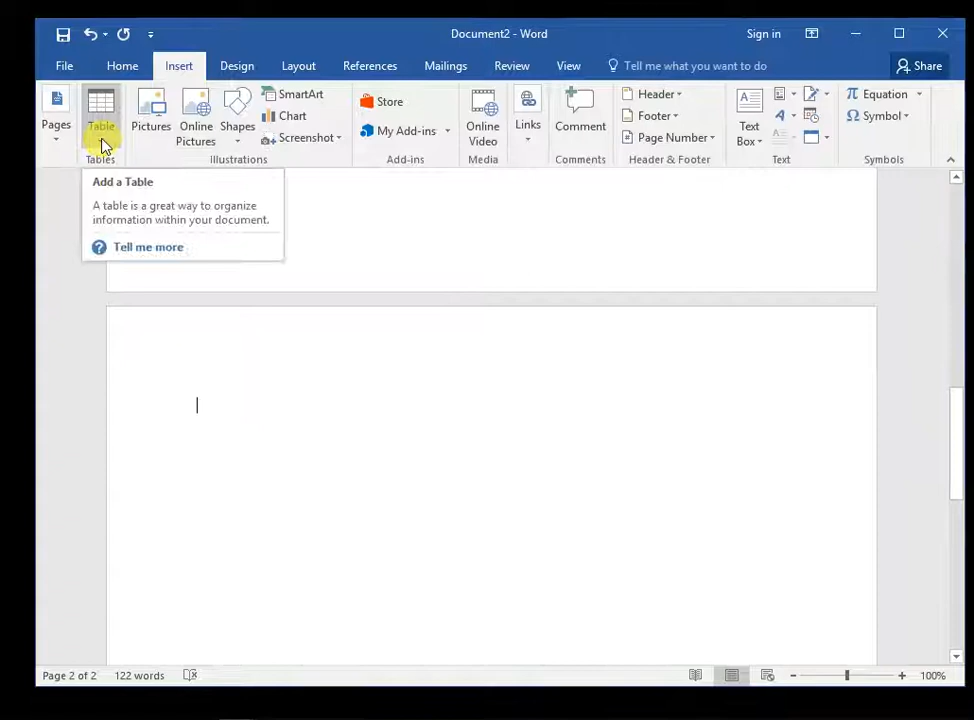 Document2 - Word
Sign in
File Home Insert Design Layout References Mailings Review View Tell me what you want to do Share
Pages
Table
Pictures
Online
Pictures
Shapes
SmartArt
Chart
Screenshot
Store
My Add-ins
Online
Video
Links
Comment
Header
Footer
Page Number
Text
Box
A
A
π Equation
Ω Symbol
Tables
Illustrations
Add-ins
Media
Comments
Header & Footer
Text
Symbols
Add a Table
A table is a great way to organize
information within your document.
? Tell me more
Page 2 of 2 122 words
100%